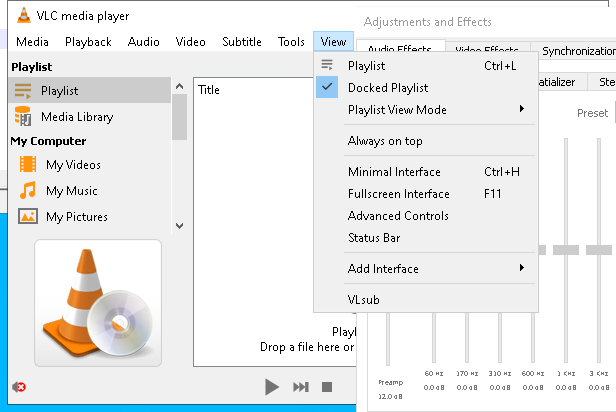 VLC media player
Adjustments and Effects
Media Playback Audio Video Subtitle Tools View
Audio Effects Video Effects Synchronization
Playlist
Playlist
Media Library
My Computer
My Videos
My Music
My Pictures
Title
Playlist Ctrl+L
Docked Playlist
Playlist View Mode
Always on top
Minimal Interface Ctrl+H
Fullscreen Interface F11
Advanced Controls
Status Bar
Add Interface
VLsub
Preset
Drop a file here or
60 Hz 170 Hz 310 Hz 600 Hz 1 KHz 3 KHz
Preamp 0.0 dB 0.0 dB 0.0 dB 0.0 dB 0.0 dB 0.0 dB
12.0 dB